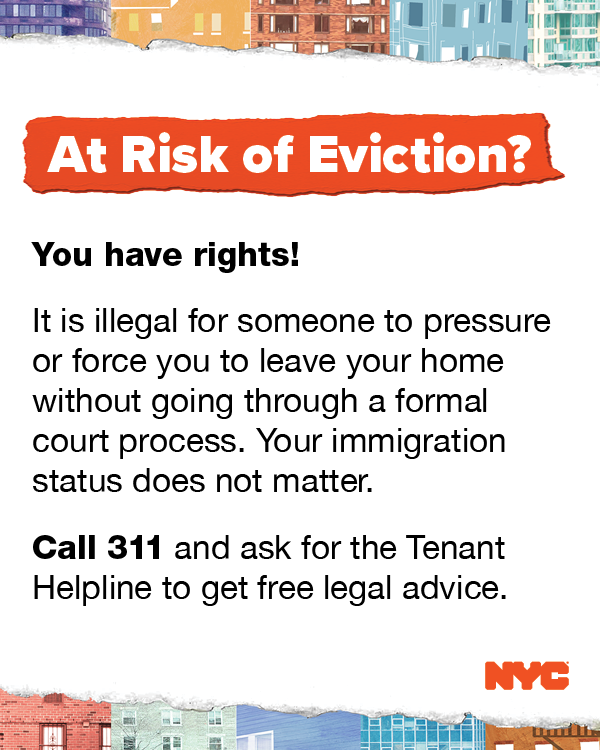 At Risk of Eviction?
You have rights!
It is illegal for someone to pressure
or force you to leave your home
without going through a formal
court process. Your immigration
status does not matter.
Call 311 and ask for the Tenant
Helpline to get free legal advice.
NYC